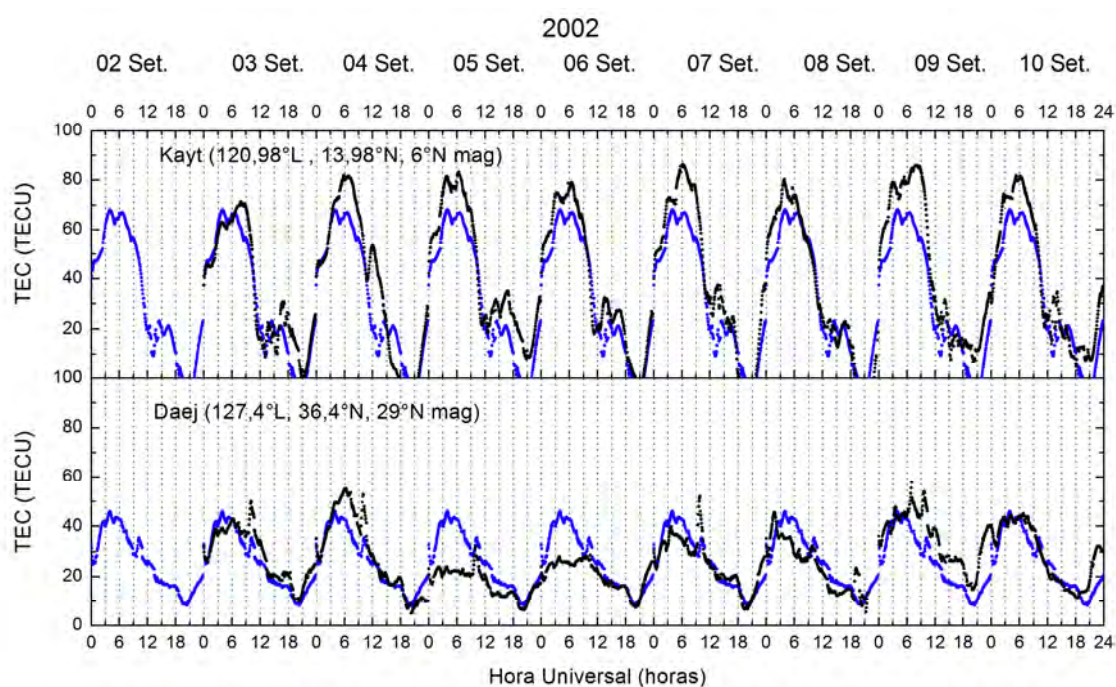 2002
02 Set. 03 Set. 04 Set. 05 Set. 06 Set. 07 Set. 08 Set. 09 Set. 10 Set.
0 6 12 18 0 6 12 18 0 6 12 18 0 6 12 18 0 6 12 18 0 6 12 18 0 6 12 18 0 6 12 18 0 6 12 18 24
100
Kayt (120,98°L , 13,98°N, 6°N mag)
80
60
40
20
TEC (TECU)
100
Daej (127,4°L, 36,4°N, 29°N mag)
80
60
40
20
0
TEC (TECU)
0 6 12 18 0 6 12 18 0 6 12 18 0 6 12 18 0 6 12 18 0 6 12 18 0 6 12 18 0 6 12 18 0 6 12 18 24
Hora Universal (horas)